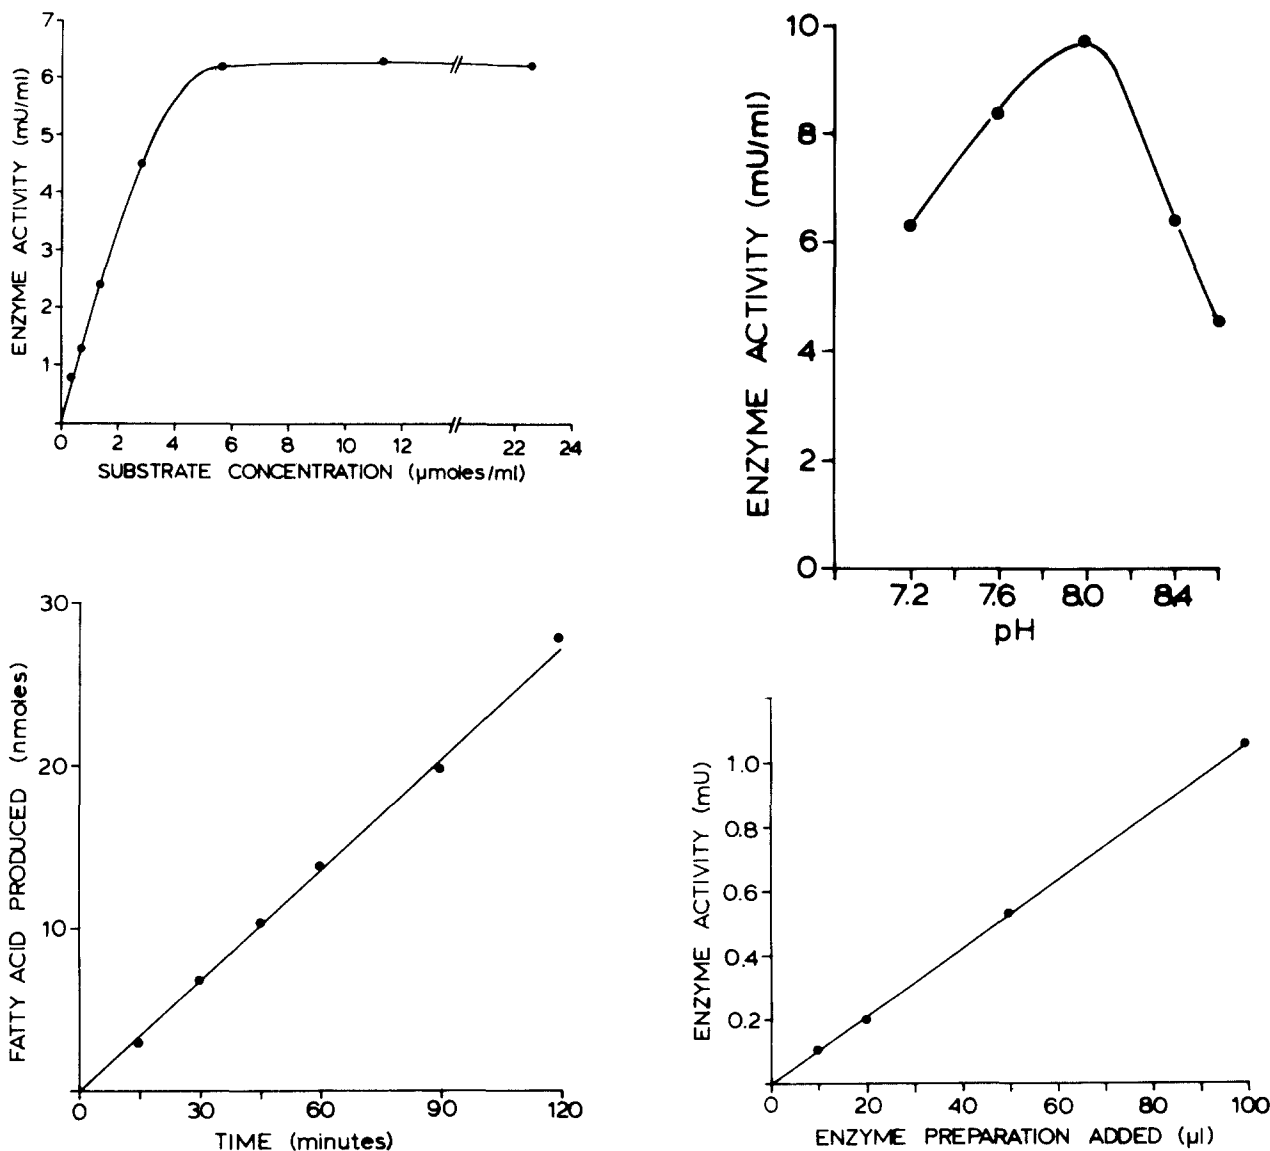 7
6
5
4
3
2
1
ENZYME ACTIVITY (mU/ml)
0 2 4 6 8 10 12 22 24
SUBSTRATE CONCENTRATION (µmoles/ml)
10
8
6
4
2
0
ENZYME ACTIVITY (mU/ml)
7.2 7.6 8.0 8.4
pH
30
20
10
FATTY ACID PRODUCED (nmoles)
0 30 60 90 120
TIME (minutes)
1.0
0.8
0.6
0.4
0.2
ENZYME ACTIVITY (mU)
0 20 40 60 80 100
ENZYME PREPARATION ADDED (µl)